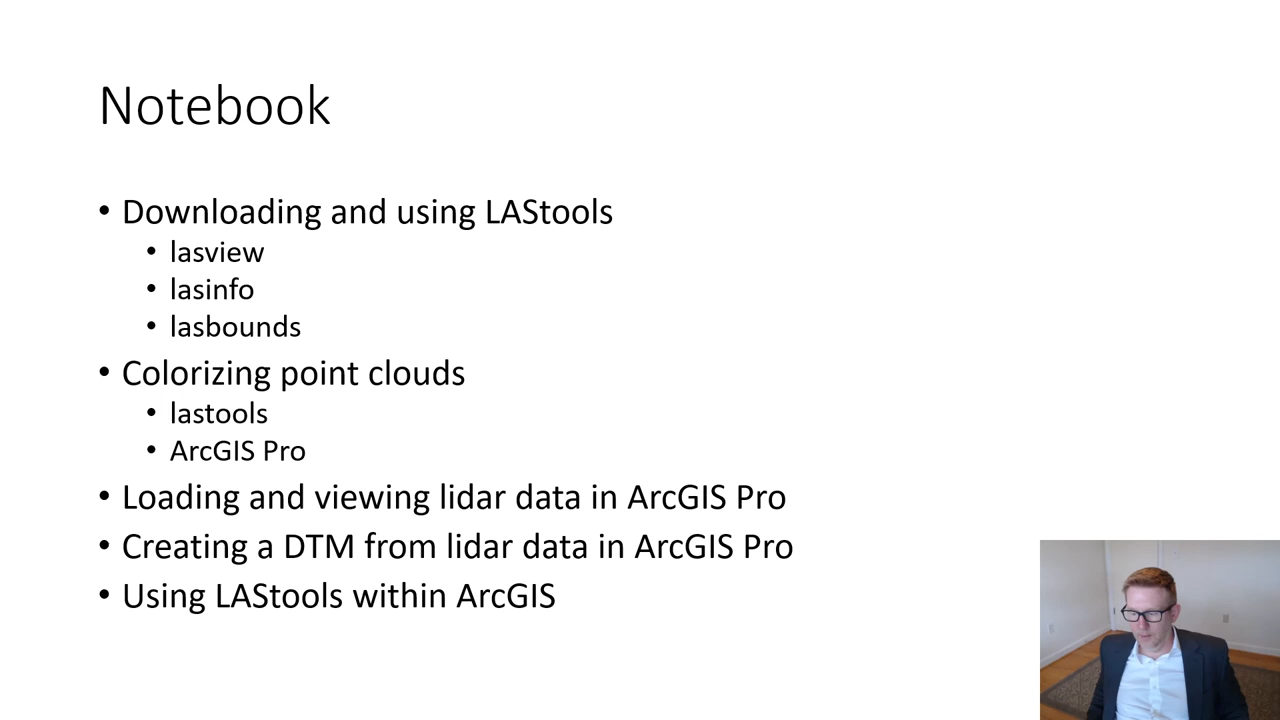 Notebook
• Downloading and using LAStools
• lasview
• lasinfo
• lasbounds
• Colorizing point clouds
• lastools
• ArcGIS Pro
• Loading and viewing lidar data in ArcGIS Pro
• Creating a DTM from lidar data in ArcGIS Pro
• Using LAStools within ArcGIS